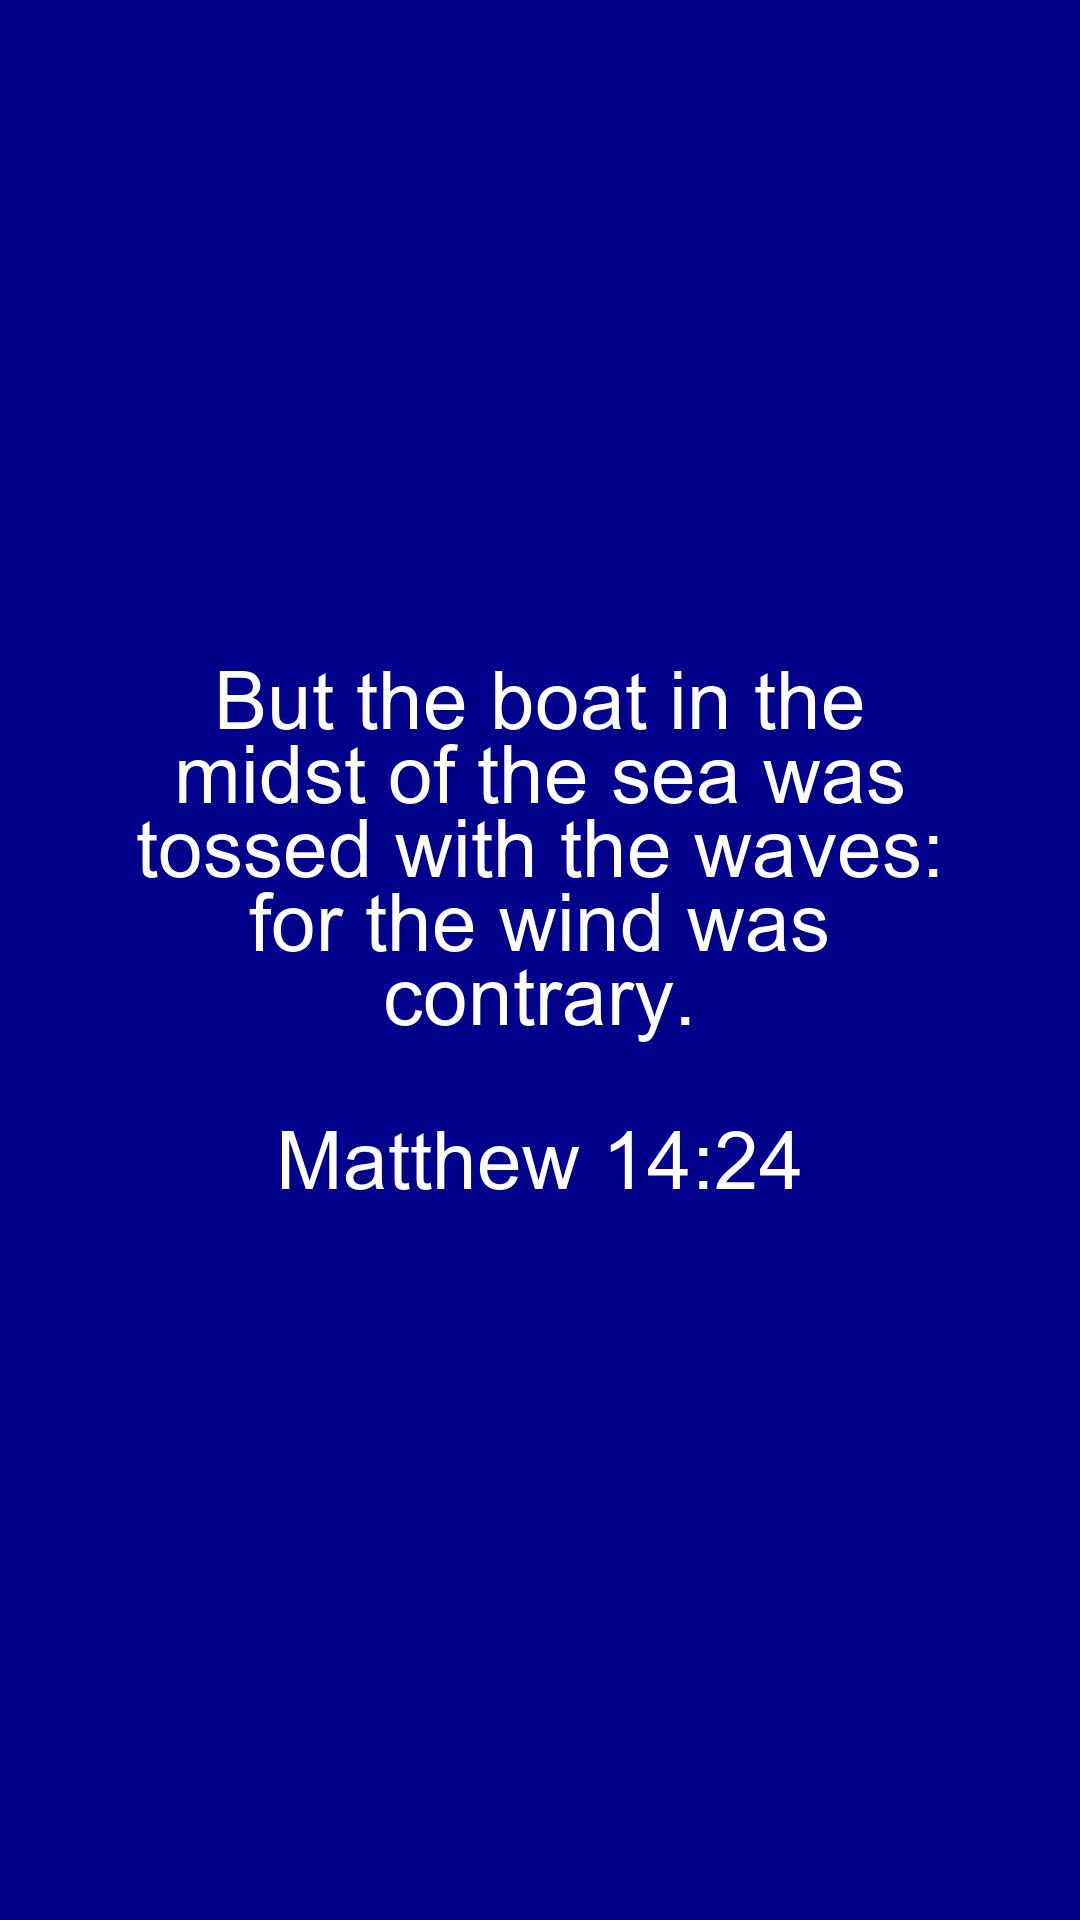 But the boat in the
midst of the sea was
tossed with the waves:
for the wind was
contrary.
Matthew 14:24